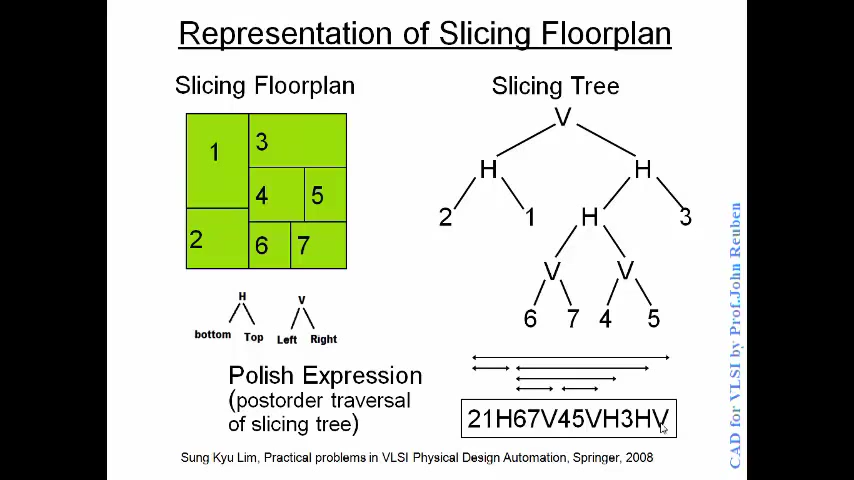 Representation of Slicing Floorplan
Slicing Floorplan
1
3
4
5
2
6
7
H
V
bottom
Top
Left
Right
Slicing Tree
V
H
H
2
1
H
3
V
V
6
7
4
5
Polish Expression
(postorder traversal
of slicing tree)
21H67V45VH3HV
Sung Kyu Lim, Practical problems in VLSI Physical Design Automation, Springer, 2008
CAD for VLSI by Prof.John Reuben